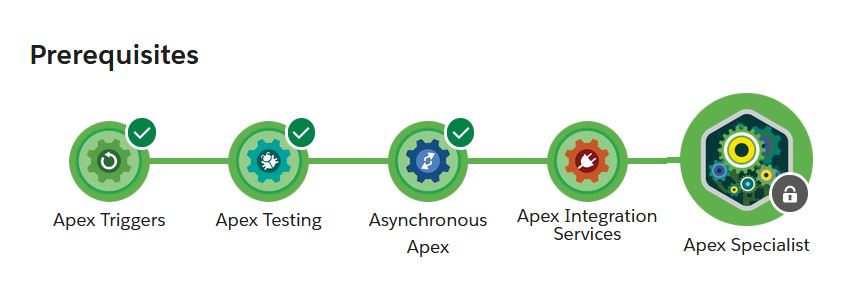 Prerequisites
Apex Triggers
Apex Testing
Asynchronous
Apex
Apex Integration
Services
Apex Specialist